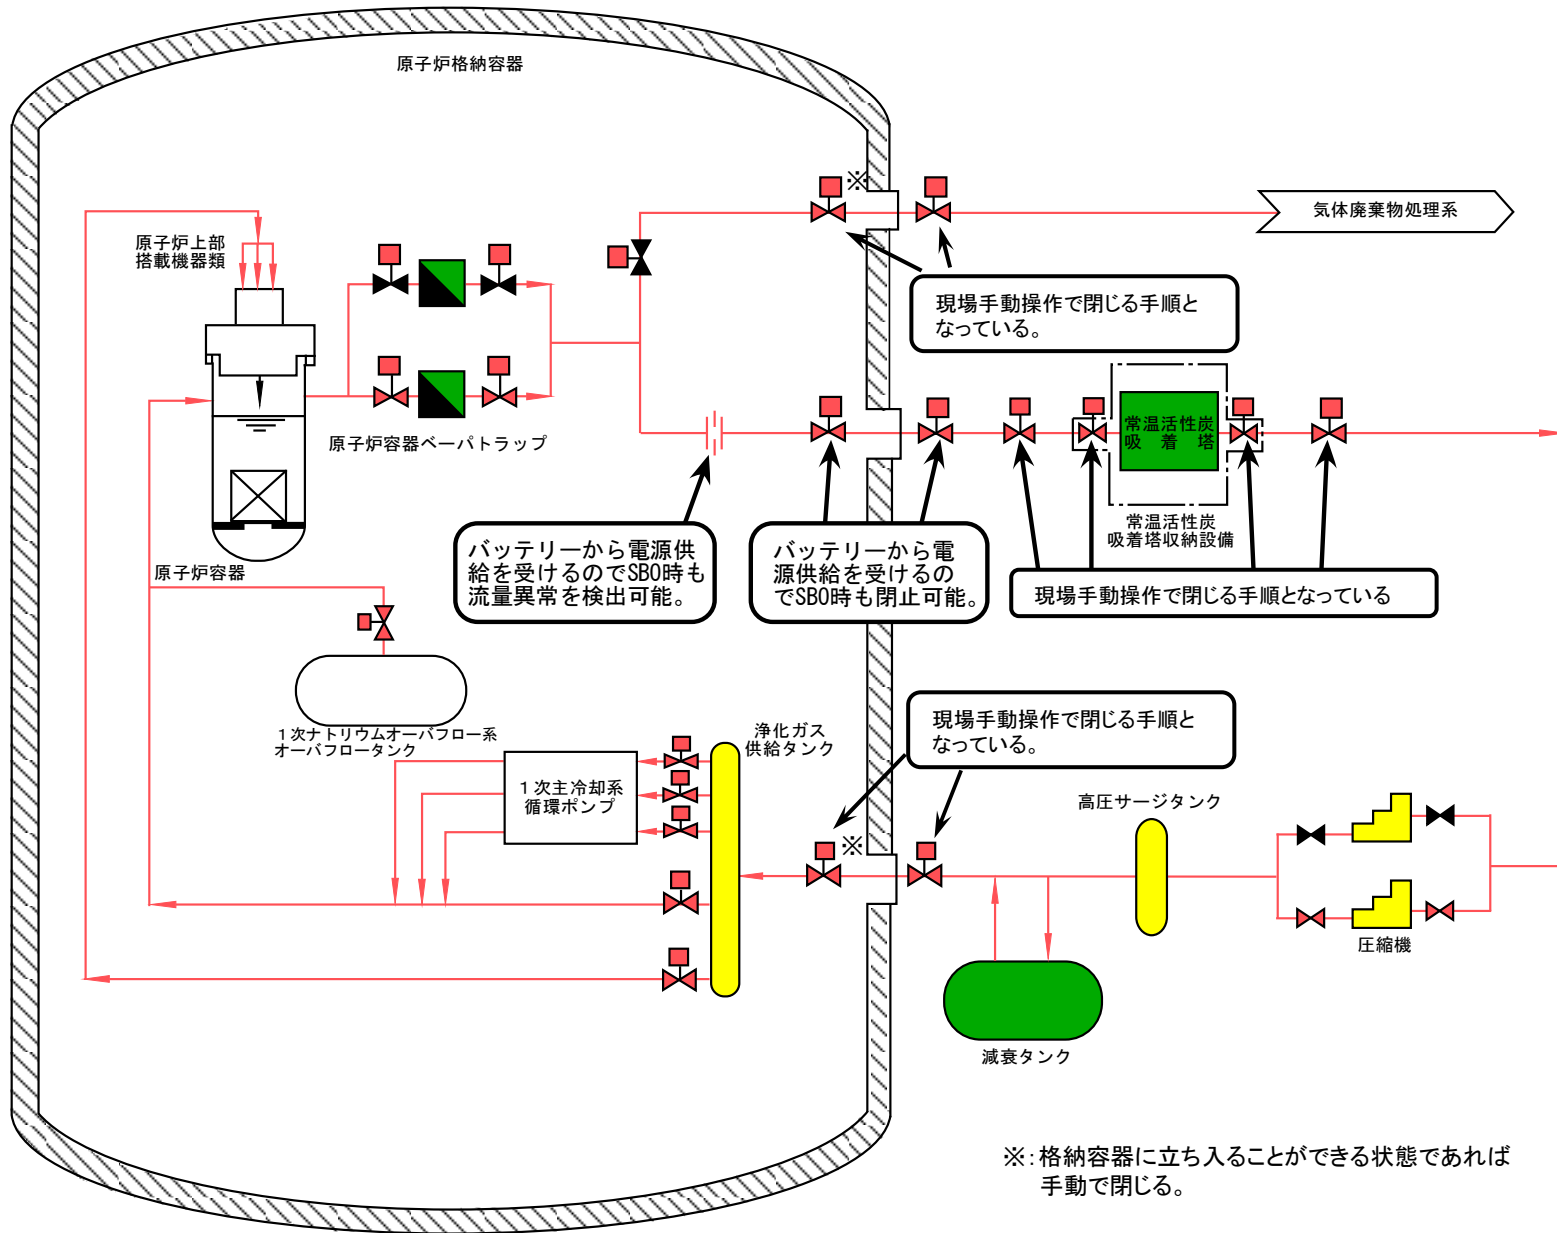 原子炉格納容器
※
気体廃棄物処理系
原子炉上部
搭載機器類
現場手動操作で閉じる手順と
なっている。
原子炉容器ベーパトラップ
常温活性炭
吸 着 塔
常温活性炭
吸着塔収納設備
原子炉容器
バッテリーから電源供
給を受けるのでSBO時も
流量異常を検出可能。
バッテリーから電
源供給を受けるの
でSBO時も閉止可能。
現場手動操作で閉じる手順となっている
1次ナトリウムオーバフロー系
オーバフロータンク
浄化ガス
供給タンク
現場手動操作で閉じる手順と
なっている。
1次主冷却系
循環ポンプ
高圧サージタンク
※
圧縮機
減衰タンク
※:格納容器に立ち入ることができる状態であれば
手動で閉じる。